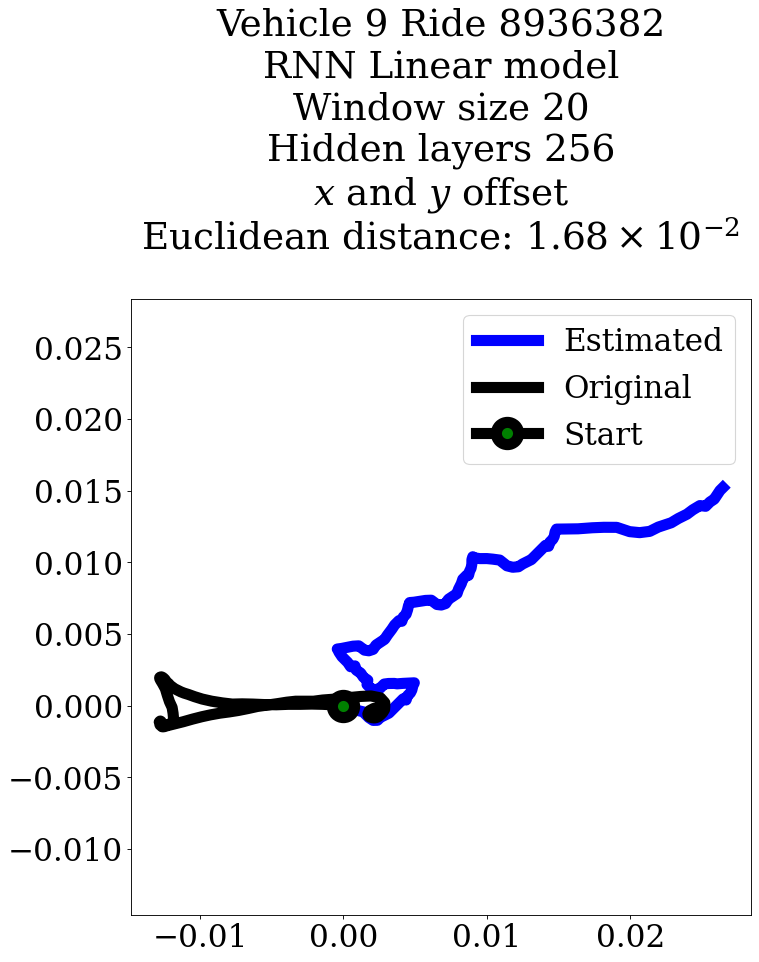 Vehicle 9 Ride 8936382
RNN Linear model
Window size 20
Hidden layers 256
x and y offset
Euclidean distance: 1.68 × 10⁻²
Estimated
Original
Start
0.025
0.020
0.015
0.010
0.005
0.000
−0.005
−0.010
−0.01 0.00 0.01 0.02